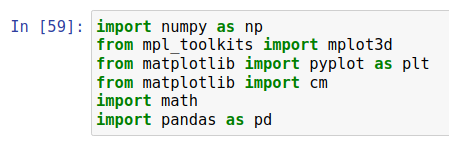 In [59]: import numpy as np
from mpl_toolkits import mplot3d
from matplotlib import pyplot as plt
from matplotlib import cm
import math
import pandas as pd